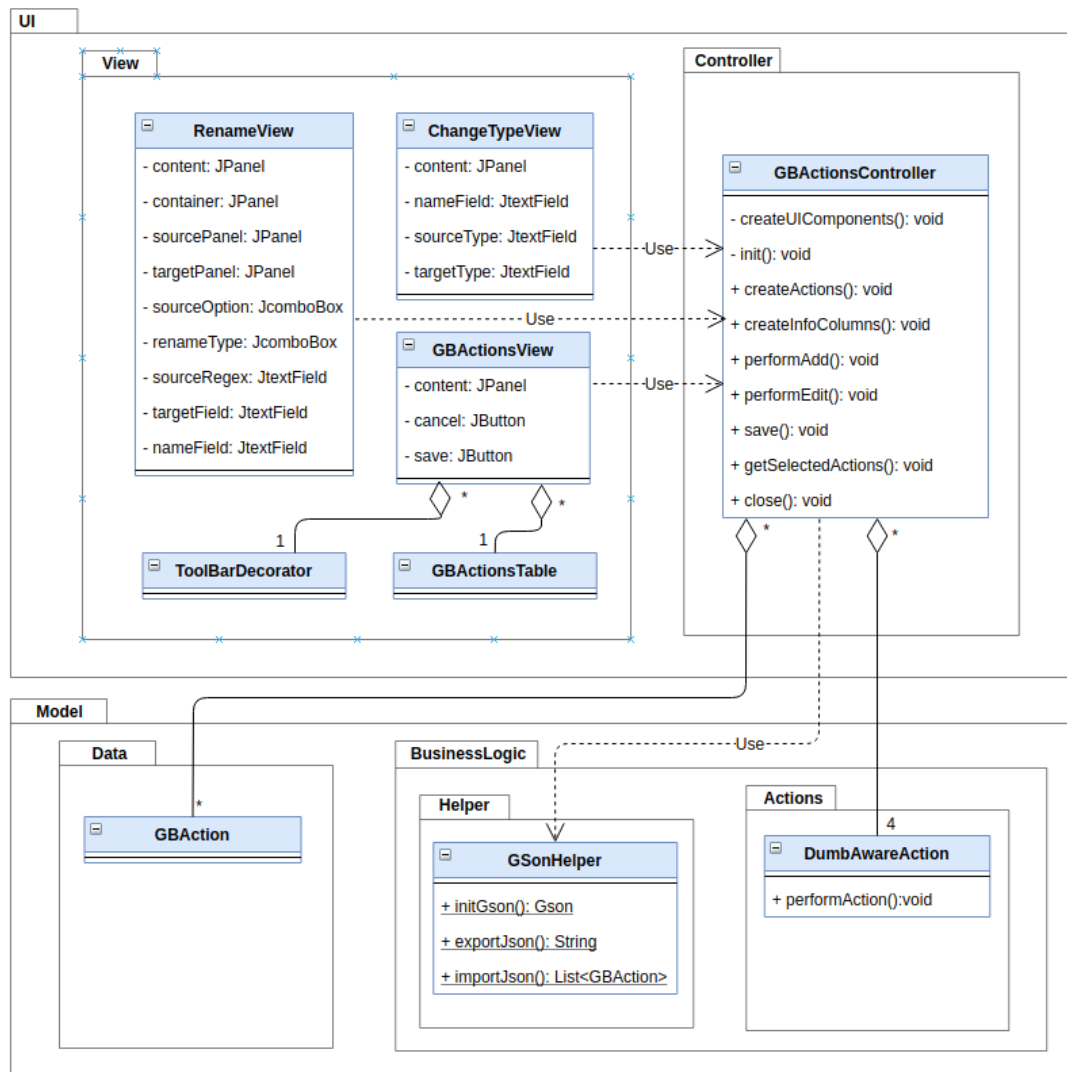 UI
View
RenameView
- content: JPanel
- container: JPanel
- sourcePanel: JPanel
- targetPanel: JPanel
- sourceOption: JcomboBox
- renameType: JcomboBox
- sourceRegex: JtextField
- targetField: JtextField
- nameField: JtextField
ChangeTypeView
- content: JPanel
- nameField: JtextField
- sourceType: JtextField
- targetType: JtextField
Use
Use
GBActionsView
- content: JPanel
- cancel: JButton
- save: JButton
Use
*
*
1
1
ToolBarDecorator
GBActionsTable
Controller
GBActionsController
- createUIComponents(): void
- init(): void
+ createActions(): void
+ createInfoColumns(): void
+ performAdd(): void
+ performEdit(): void
+ save(): void
+ getSelectedActions(): void
+ close(): void
*
*
Model
Data
*
GBAction
BusinessLogic
Use
Helper
GSonHelper
+ initGson(): Gson
+ exportJson(): String
+ importJson(): List<GBAction>
Actions
4
DumbAwareAction
+ performAction():void